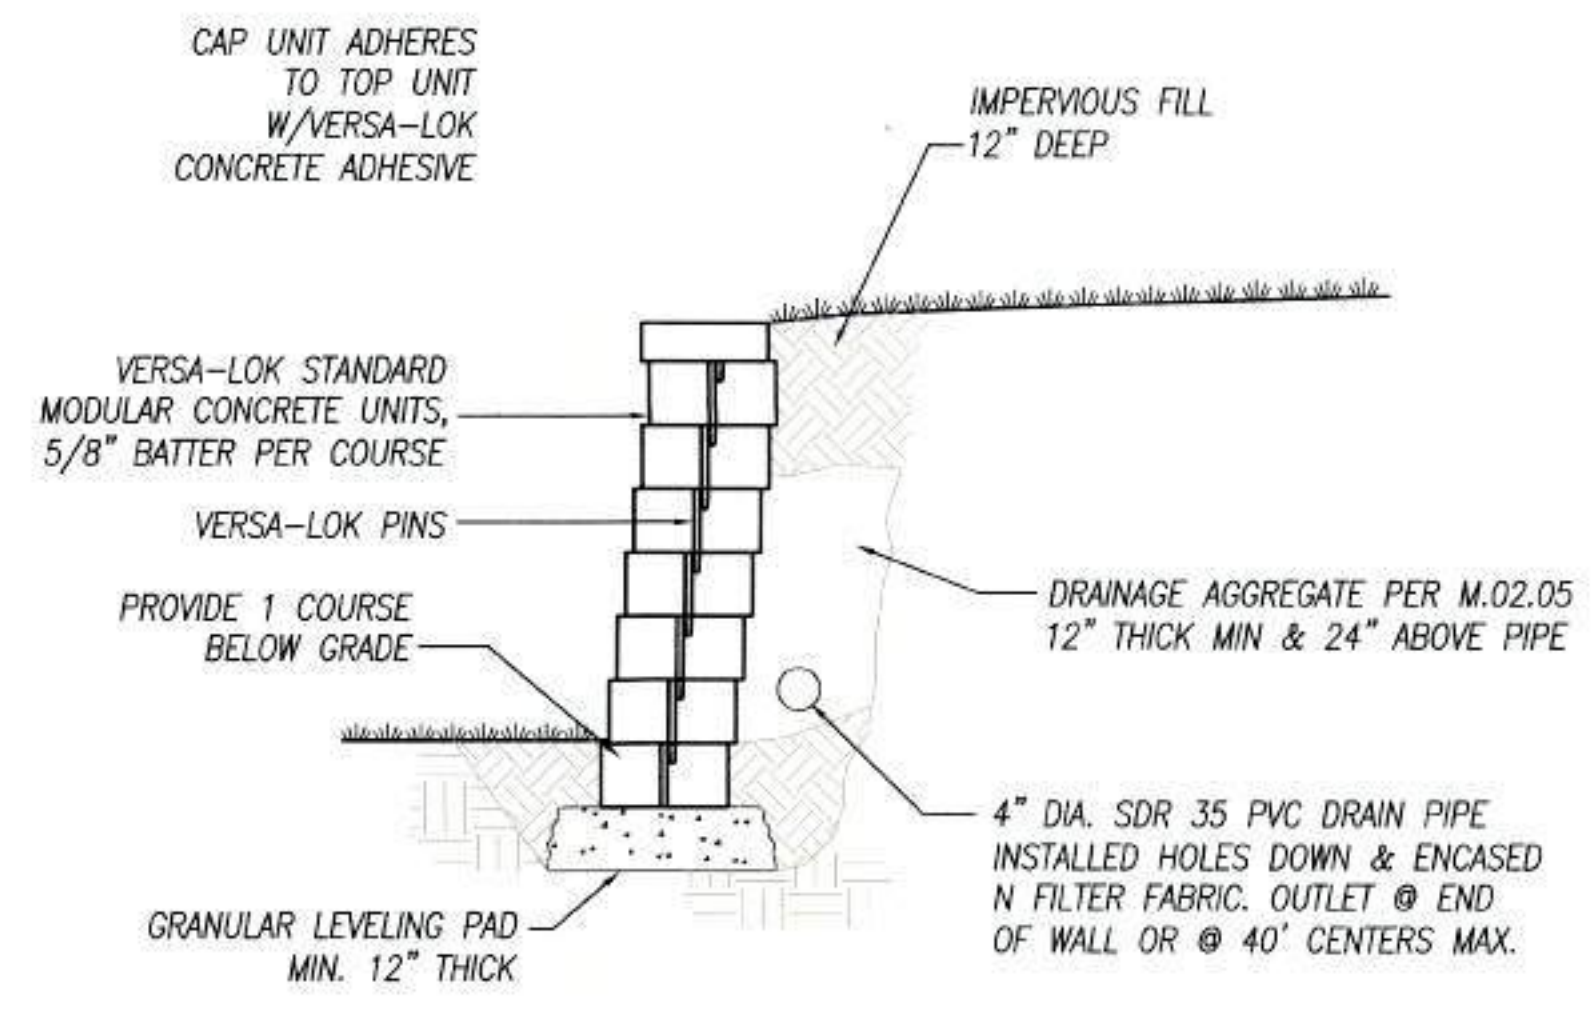 CAP UNIT ADHERES
TO TOP UNIT
W/VERSA-LOK
CONCRETE ADHESIVE
IMPERVIOUS FILL
12" DEEP
VERSA-LOK STANDARD
MODULAR CONCRETE UNITS,
5/8" BATTER PER COURSE
VERSA-LOK PINS
PROVIDE 1 COURSE
BELOW GRADE
DRAINAGE AGGREGATE PER M.02.05
12" THICK MIN & 24" ABOVE PIPE
4" DIA. SDR 35 PVC DRAIN PIPE
INSTALLED HOLES DOWN & ENCASED
N FILTER FABRIC. OUTLET @ END
OF WALL OR @ 40' CENTERS MAX.
GRANULAR LEVELING PAD
MIN. 12" THICK